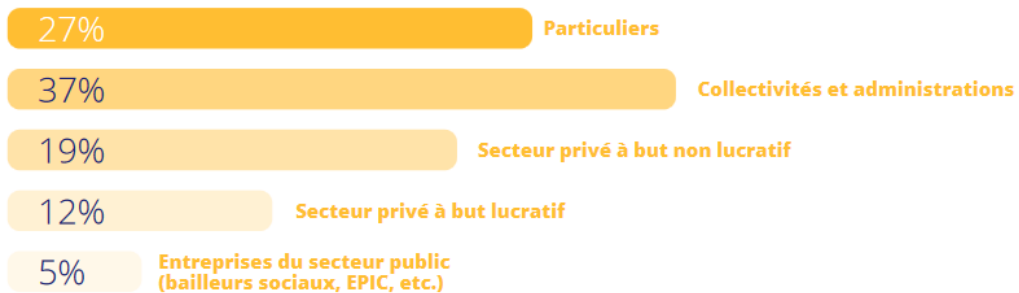 27% Particuliers
37% Collectivités et administrations
19% Secteur privé à but non lucratif
12% Secteur privé à but lucratif
5% Entreprises du secteur public
(bailleurs sociaux, EPIC, etc.)